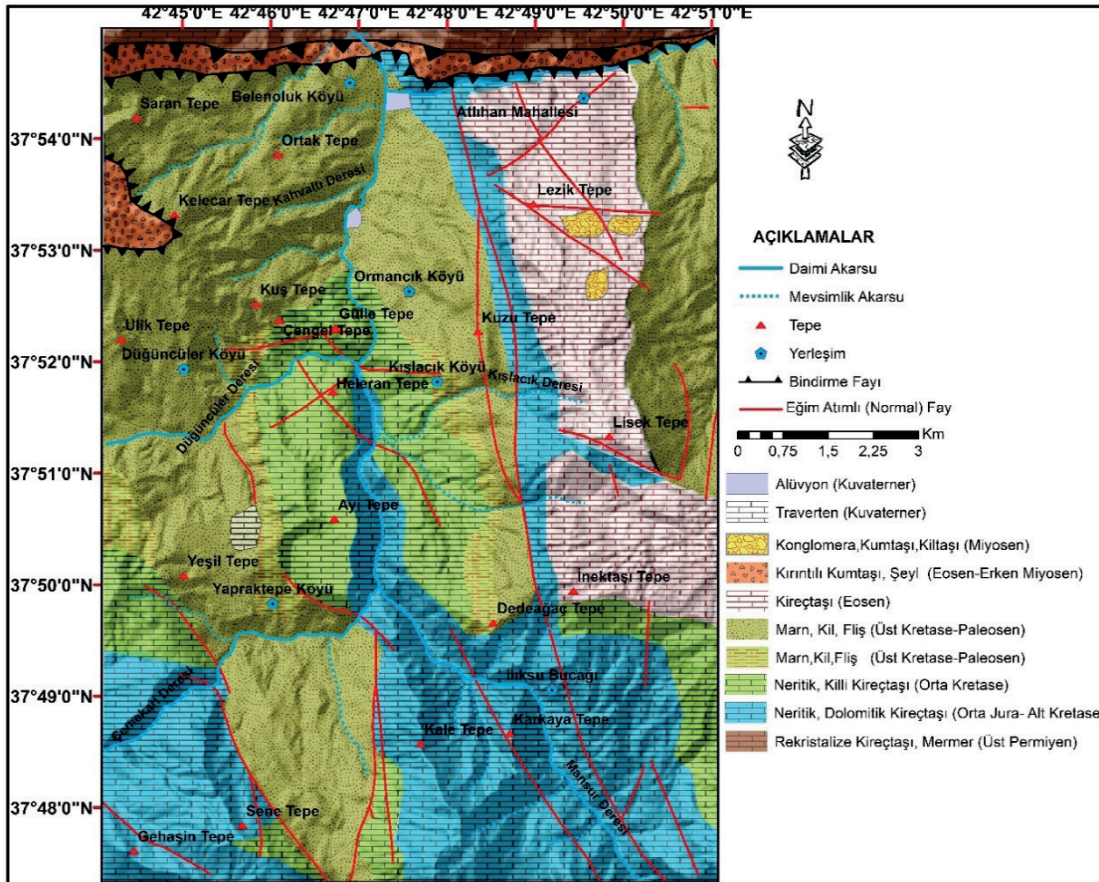 42°45'0"E 42°46'0"E 42°47'0"E 42°48'0"E 42°49'0"E 42°50'0"E 42°51'0"E
37°54'0"N
37°53'0"N
37°52'0"N
37°51'0"N
37°50'0"N
37°49'0"N
37°48'0"N
Saran Tepe
Belenoluk Köyü
Atlıhan Mahallesi
Ortak Tepe
Kahvaltı Deresi
Kelecar Tepe
Lezik Tepe
Ormancık Köyü
Kuş Tepe
Gülle Tepe
Çengel Tepe
Kuzu Tepe
Ulik Tepe
Düğüncüler Köyü
Düğüncüler Deresi
Kışlacık Köyü
Kışlacık Deresi
Heleran Tepe
Lisek Tepe
Ayı Tepe
Yeşil Tepe
Yapraktepe Köyü
İnektaşı Tepe
Dedeağaç Tepe
Ilıksu Bucağı
Çemekari Deresi
Kale Tepe
Karkaya Tepe
Mansur Deresi
Sene Tepe
Gehaşin Tepe
N
AÇIKLAMALAR
Daimi Akarsu
Mevsimlik Akarsu
Tepe
Yerleşim
Bindirme Fayı
Eğim Atımlı (Normal) Fay
Km
0 0,75 1,5 2,25 3
Alüvyon (Kuvaterner)
Traverten (Kuvaterner)
Konglomera,Kumtaşı,Kiltaşı (Miyosen)
Kırıntılı Kumtaşı, Şeyl (Eosen-Erken Miyosen)
Kireçtaşı (Eosen)
Marn, Kil, Fliş (Üst Kretase-Paleosen)
Marn,Kil,Fliş (Üst Kretase-Paleosen)
Neritik, Killi Kireçtaşı (Orta Kretase)
Neritik, Dolomitik Kireçtaşı (Orta Jura- Alt Kretase
Rekristalize Kireçtaşı, Mermer (Üst Permiyen)